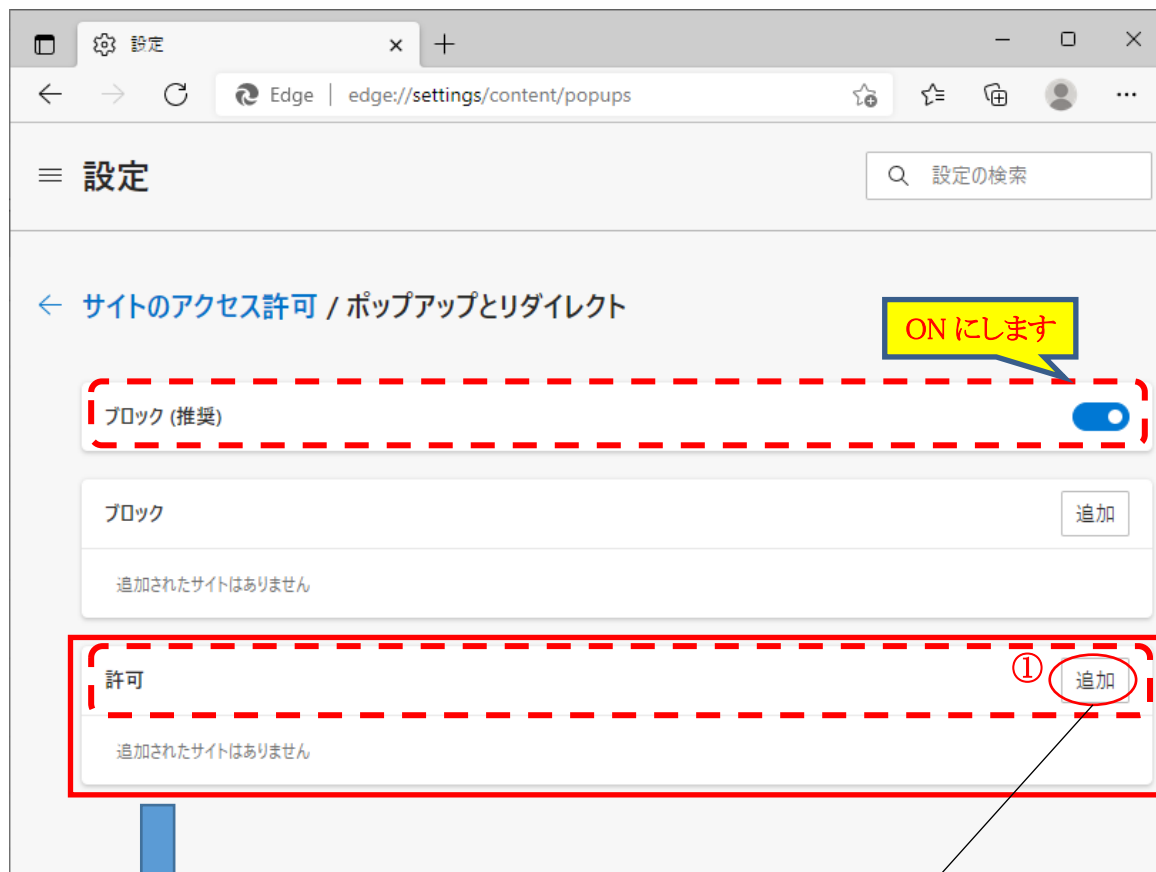 設定
Edge edge://settings/content/popups
設定
設定の検索
サイトのアクセス許可 / ポップアップとリダイレクト
ON にします
ブロック (推奨)
ブロック
追加
追加されたサイトはありません
許可
①
追加
追加されたサイトはありません